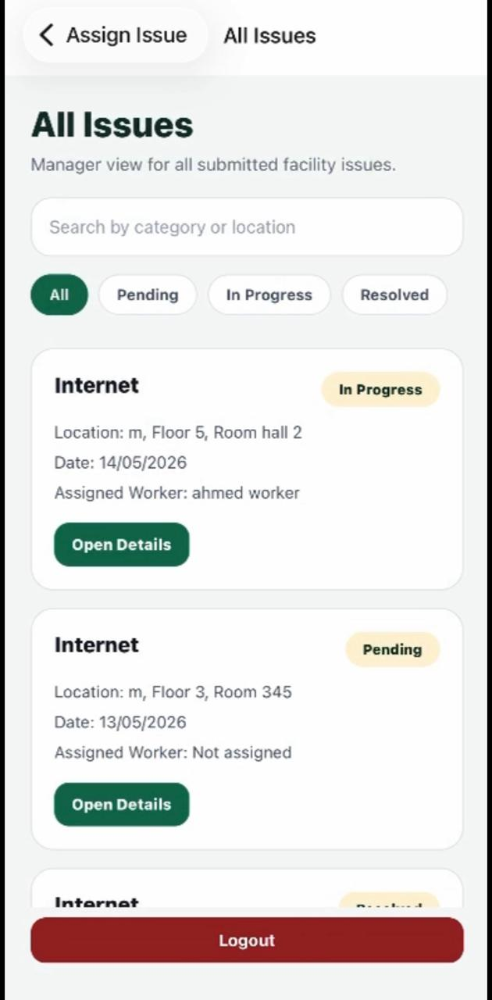 Assign Issue All Issues
All Issues
Manager view for all submitted facility issues.
Search by category or location
All Pending In Progress Resolved
Internet In Progress
Location: m, Floor 5, Room hall 2
Date: 14/05/2026
Assigned Worker: ahmed worker
Open Details
Internet Pending
Location: m, Floor 3, Room 345
Date: 13/05/2026
Assigned Worker: Not assigned
Open Details
Internet Resolved
Logout